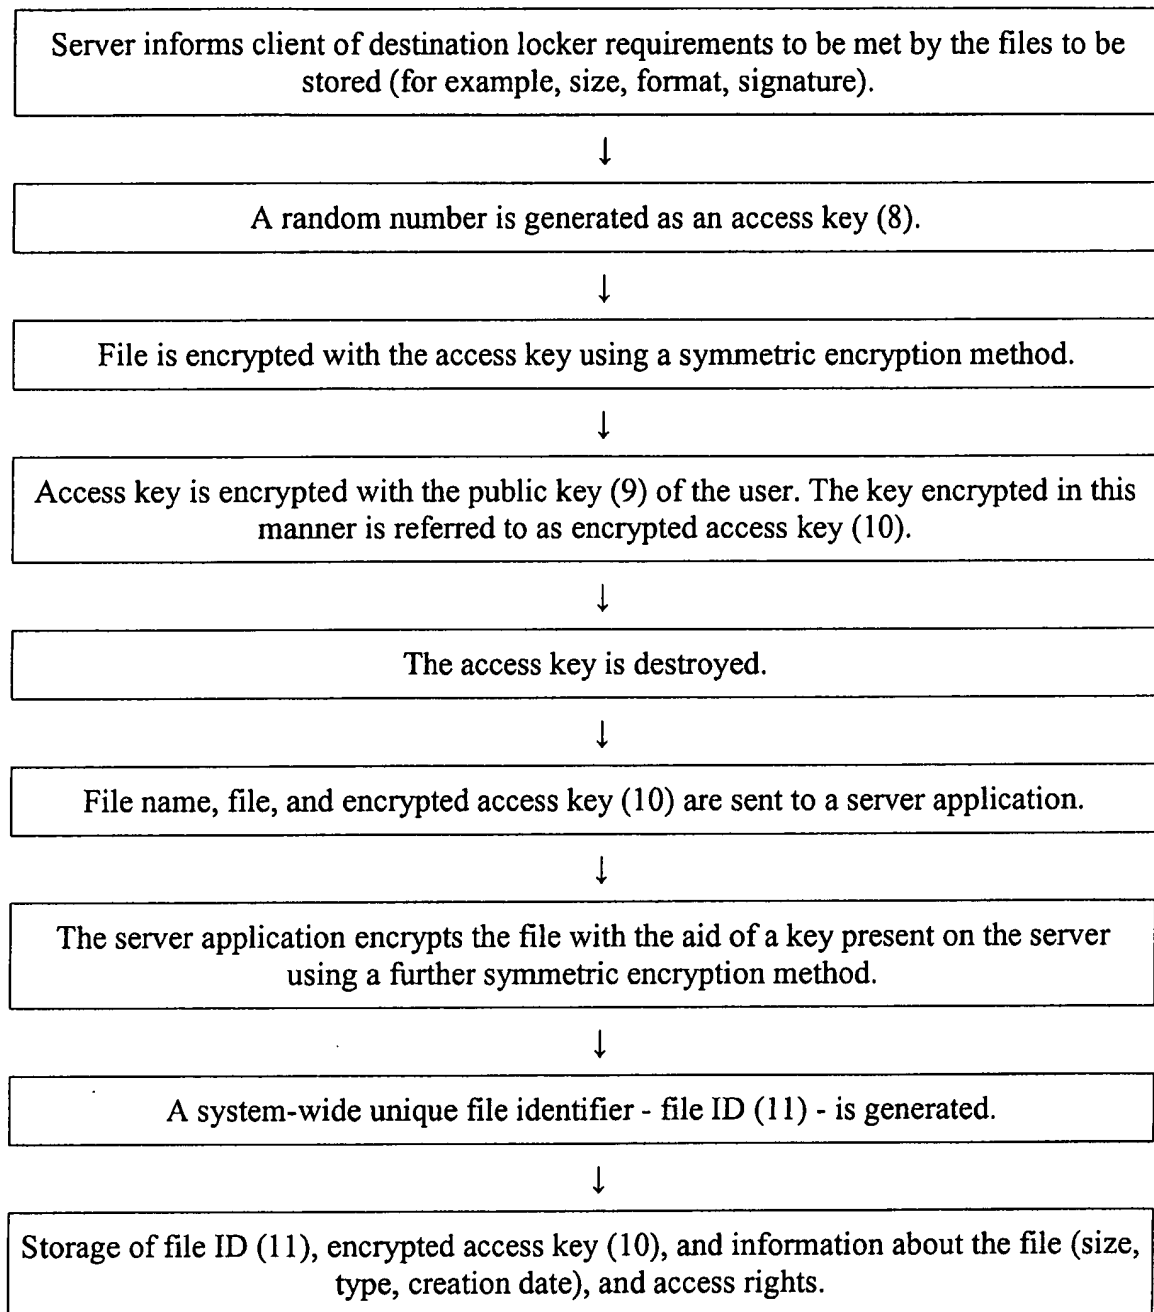 Server informs client of destination locker requirements to be met by the files to be
stored (for example, size, format, signature).
↓
A random number is generated as an access key (8).
↓
File is encrypted with the access key using a symmetric encryption method.
↓
Access key is encrypted with the public key (9) of the user. The key encrypted in this
manner is referred to as encrypted access key (10).
↓
The access key is destroyed.
↓
File name, file, and encrypted access key (10) are sent to a server application.
↓
The server application encrypts the file with the aid of a key present on the server
using a further symmetric encryption method.
↓
A system-wide unique file identifier - file ID (11) - is generated.
↓
Storage of file ID (11), encrypted access key (10), and information about the file (size,
type, creation date), and access rights.